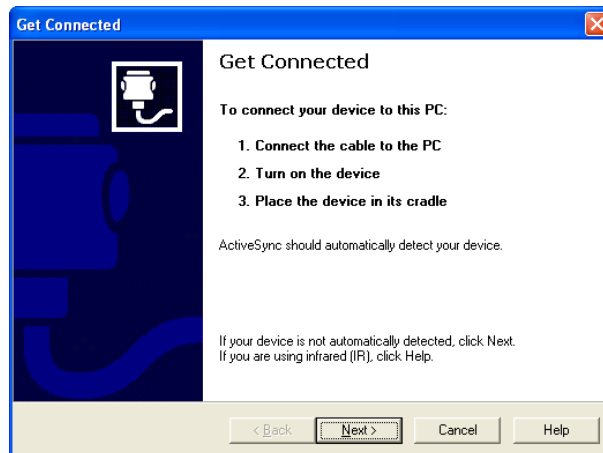 Get Connected
Get Connected
To connect your device to this PC:
1. Connect the cable to the PC
2. Turn on the device
3. Place the device in its cradle
ActiveSync should automatically detect your device.
If your device is not automatically detected, click Next.
If you are using infrared (IR), click Help.
< Back Next > Cancel Help